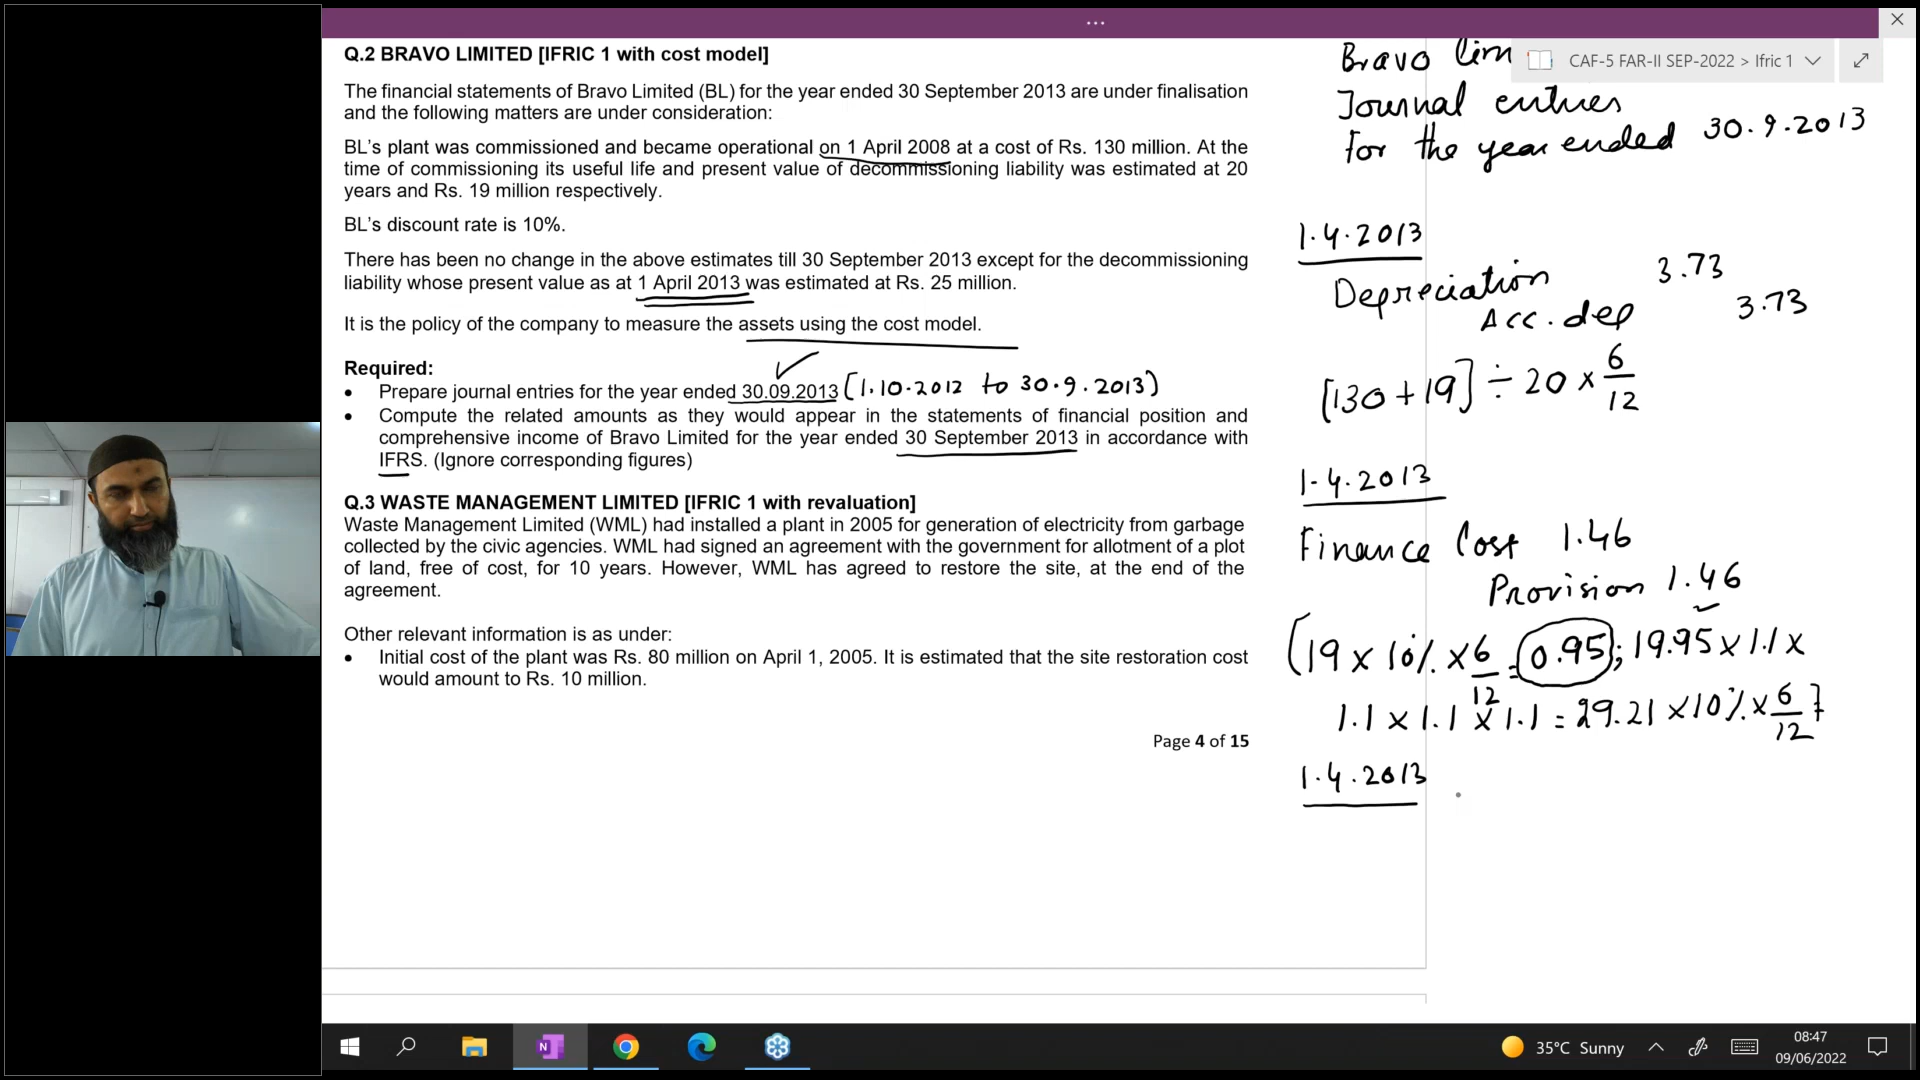 ...
Q.2 BRAVO LIMITED [IFRIC 1 with cost model]
The financial statements of Bravo Limited (BL) for the year ended 30 September 2013 are under finalisation
and the following matters are under consideration:
BL's plant was commissioned and became operational on 1 April 2008 at a cost of Rs. 130 million. At the
time of commissioning its useful life and present value of decommissioning liability was estimated at 20
years and Rs. 19 million respectively.
BL's discount rate is 10%.
There has been no change in the above estimates till 30 September 2013 except for the decommissioning
liability whose present value as at 1 April 2013 was estimated at Rs. 25 million.
It is the policy of the company to measure the assets using the cost model.
Required:
• Prepare journal entries for the year ended 30.09.2013 (1.10.2012 to 30.9.2013)
• Compute the related amounts as they would appear in the statements of financial position and
comprehensive income of Bravo Limited for the year ended 30 September 2013 in accordance with
IFRS. (Ignore corresponding figures)
Q.3 WASTE MANAGEMENT LIMITED [IFRIC 1 with revaluation]
Waste Management Limited (WML) had installed a plant in 2005 for generation of electricity from garbage
collected by the civic agencies. WML had signed an agreement with the government for allotment of a plot
of land, free of cost, for 10 years. However, WML has agreed to restore the site, at the end of the
agreement.
Other relevant information is as under:
• Initial cost of the plant was Rs. 80 million on April 1, 2005. It is estimated that the site restoration cost
would amount to Rs. 10 million.
Page 4 of 15
CAF-5 FAR-II SEP-2022 > Ifric 1
Bravo Lim
Journal entries
for the year ended 30.9.2013
1.4.2013
Depreciation 3.73
Acc. dep 3.73
[130 + 19] ÷ 20 × 6/12
1.4.2013
Finance Cost 1.46
Provision 1.46
(19 × 10% × 6/12 = 0.95; 19.95 × 1.1 ×
1.1 × 1.1 × 1.1 = 29.21 × 10% × 6/12}
1.4.2013
35°C Sunny
08:47
09/06/2022